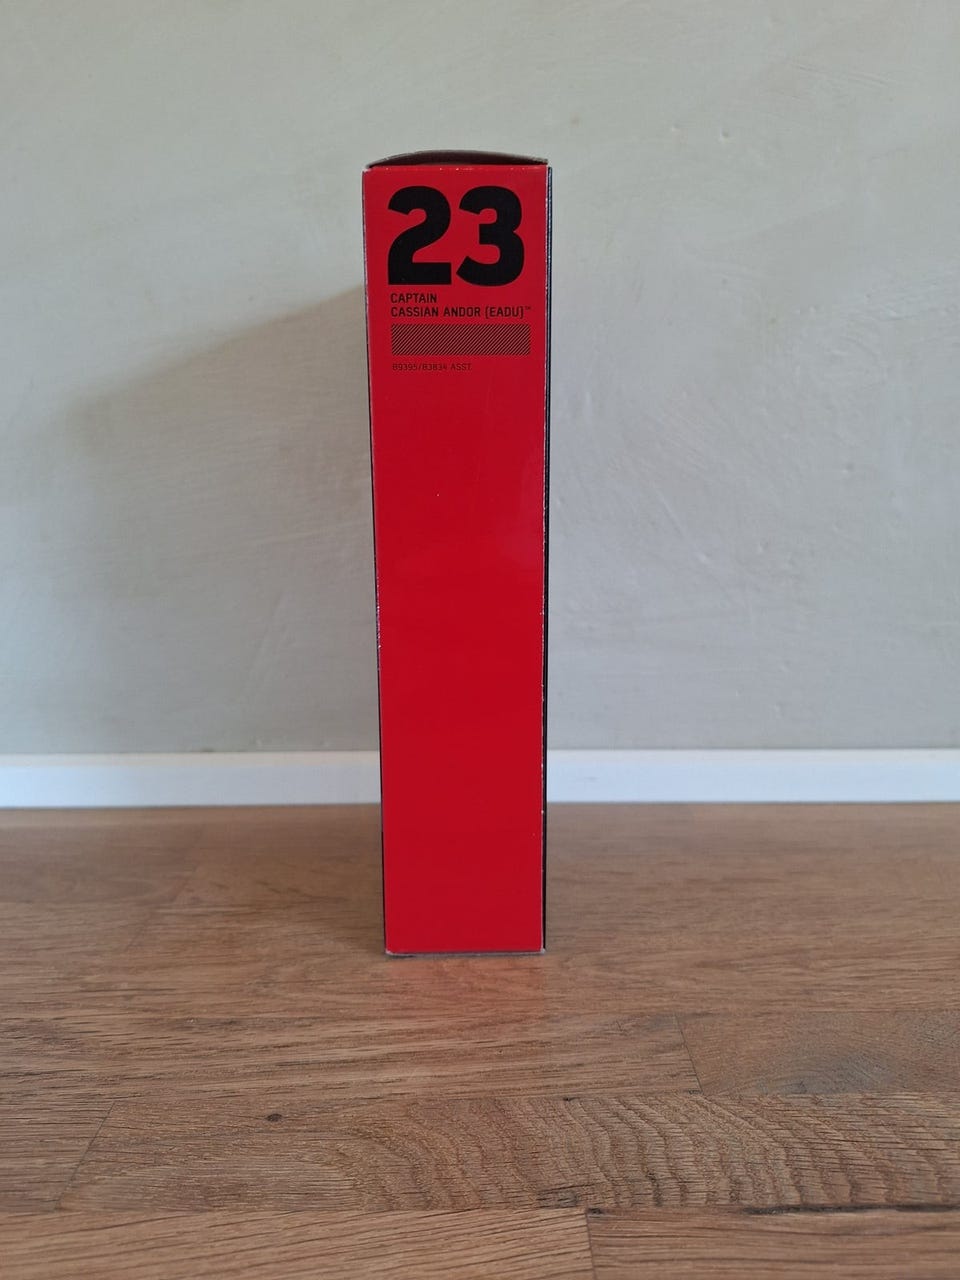 23
CAPTAIN
CASSIAN ANDOR (EADU)™
B9395/B3834 ASST.